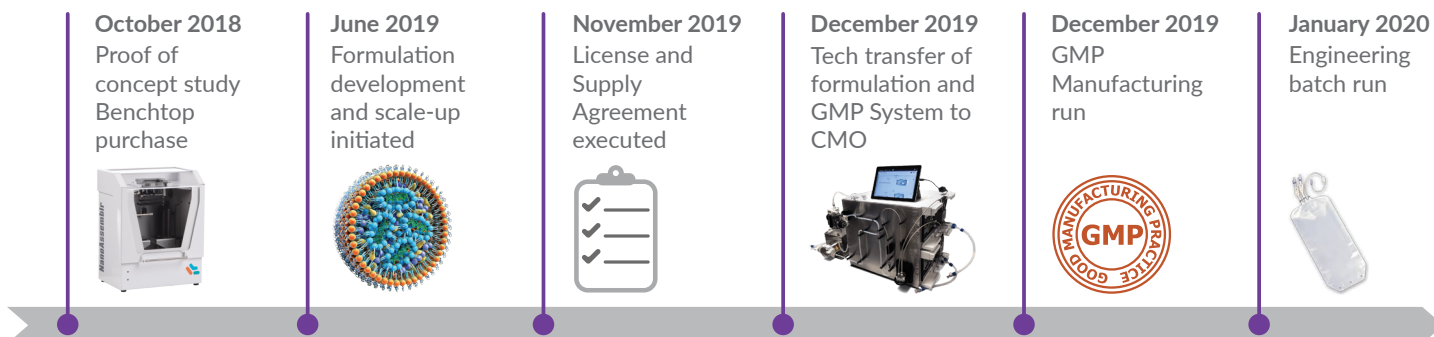 October 2018
Proof of
concept study
Benchtop
purchase
June 2019
Formulation
development
and scale-up
initiated
November 2019
License and
Supply
Agreement
executed
December 2019
Tech transfer of
formulation and
GMP System to
CMO
December 2019
GMP
Manufacturing
run
January 2020
Engineering
batch run
NanoAssemblr
GOOD MANUFACTURING PRACTICE
GMP